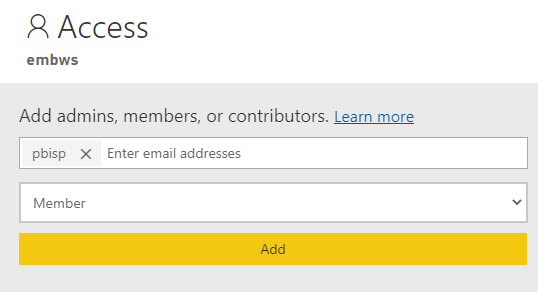 Access
embws
Add admins, members, or contributors. Learn more
pbisp Enter email addresses
Member
Add